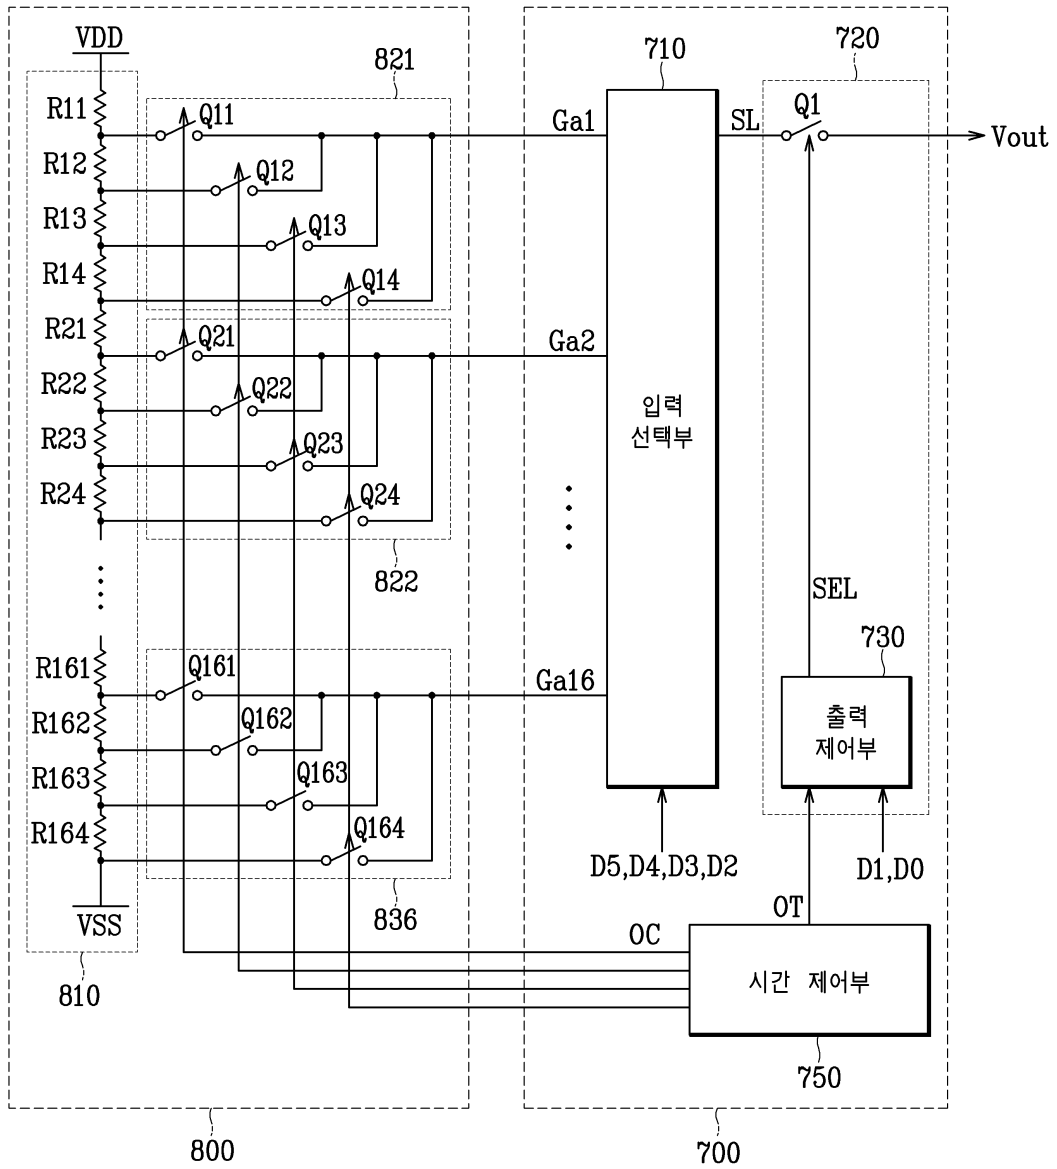 VDD
821
710
720
R11
Q11
Ga1
SL
Q1
Vout
R12
Q12
R13
Q13
R14
Q14
R21
Q21
Ga2
R22
Q22
R23
Q23
R24
Q24
입력
선택부
822
SEL
730
R161
Q161
Ga16
R162
Q162
출력
제어부
R163
Q163
R164
Q164
D5,D4,D3,D2
D1,D0
VSS
836
OT
OC
810
시간 제어부
750
800
700